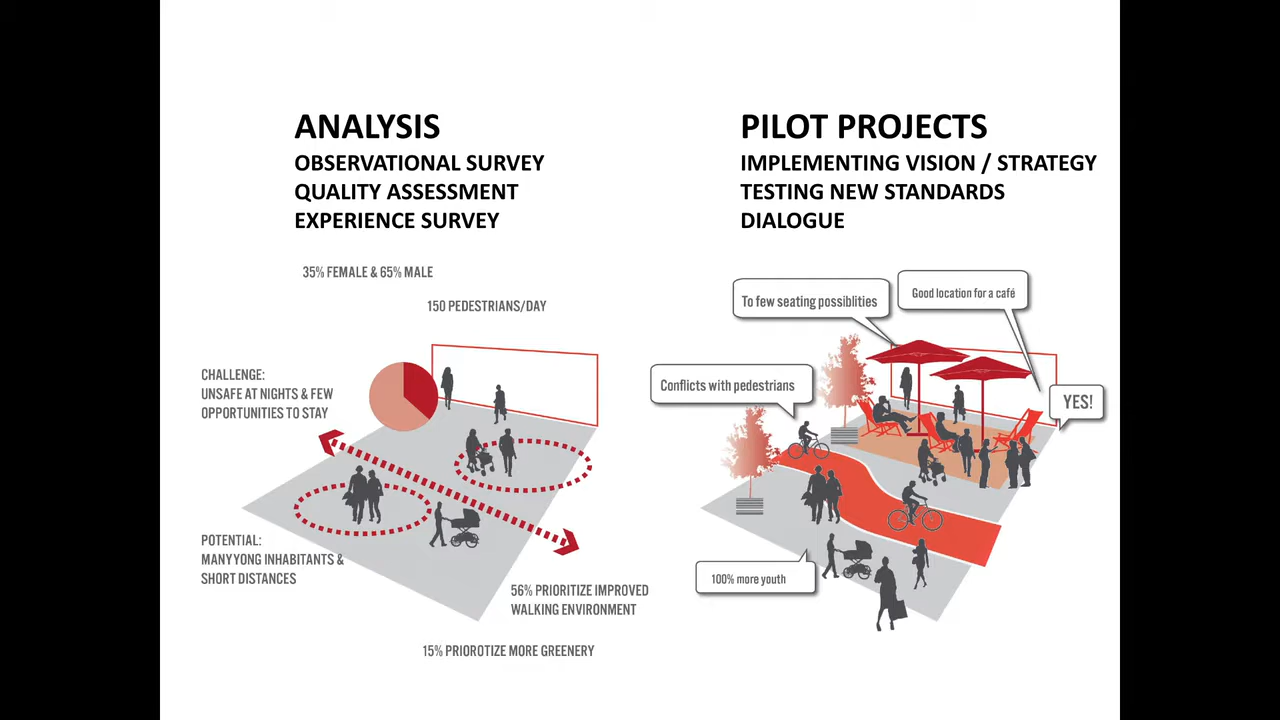 ANALYSIS
OBSERVATIONAL SURVEY
QUALITY ASSESSMENT
EXPERIENCE SURVEY
35% FEMALE & 65% MALE
150 PEDESTRIANS/DAY
CHALLENGE:
UNSAFE AT NIGHTS & FEW
OPPORTUNITIES TO STAY
POTENTIAL:
MANYYONG INHABITANTS &
SHORT DISTANCES
56% PRIORITIZE IMPROVED
WALKING ENVIRONMENT
15% PRIOROTIZE MORE GREENERY
PILOT PROJECTS
IMPLEMENTING VISION / STRATEGY
TESTING NEW STANDARDS
DIALOGUE
To few seating possiblities
Good location for a café
Conflicts with pedestrians
YES!
100% more youth